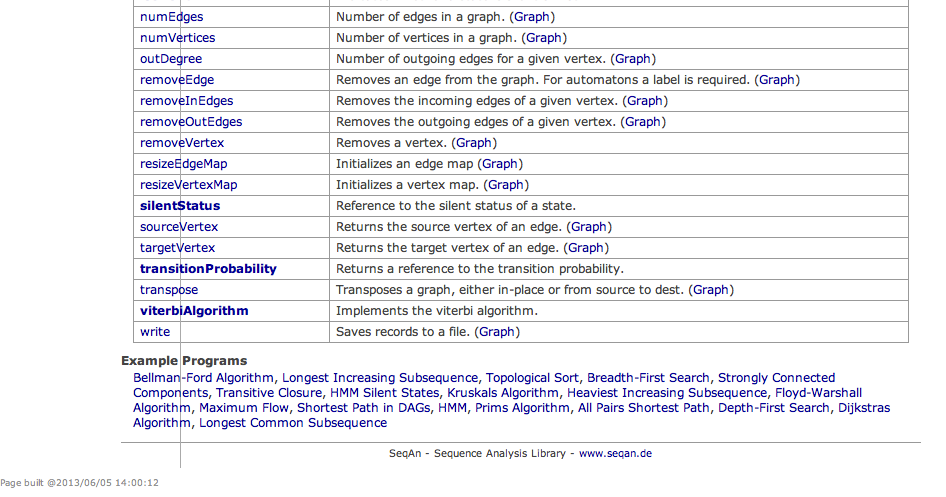 numEdges Number of edges in a graph. (Graph)
numVertices Number of vertices in a graph. (Graph)
outDegree Number of outgoing edges for a given vertex. (Graph)
removeEdge Removes an edge from the graph. For automatons a label is required. (Graph)
removeInEdges Removes the incoming edges of a given vertex. (Graph)
removeOutEdges Removes the outgoing edges of a given vertex. (Graph)
removeVertex Removes a vertex. (Graph)
resizeEdgeMap Initializes an edge map (Graph)
resizeVertexMap Initializes a vertex map. (Graph)
silentStatus Reference to the silent status of a state.
sourceVertex Returns the source vertex of an edge. (Graph)
targetVertex Returns the target vertex of an edge. (Graph)
transitionProbability Returns a reference to the transition probability.
transpose Transposes a graph, either in-place or from source to dest. (Graph)
viterbiAlgorithm Implements the viterbi algorithm.
write Saves records to a file. (Graph)
Example Programs
Bellman-Ford Algorithm, Longest Increasing Subsequence, Topological Sort, Breadth-First Search, Strongly Connected
Components, Transitive Closure, HMM Silent States, Kruskals Algorithm, Heaviest Increasing Subsequence, Floyd-Warshall
Algorithm, Maximum Flow, Shortest Path in DAGs, HMM, Prims Algorithm, All Pairs Shortest Path, Depth-First Search, Dijkstras
Algorithm, Longest Common Subsequence
SeqAn - Sequence Analysis Library - www.seqan.de
Page built @2013/06/05 14:00:12